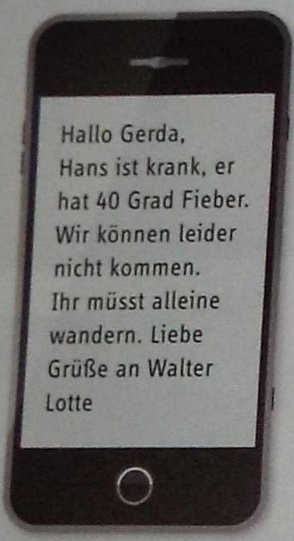 Hallo Gerda,
Hans ist krank, er
hat 40 Grad Fieber.
Wir können leider
nicht kommen.
Ihr müsst alleine
wandern. Liebe
Grüße an Walter
Lotte